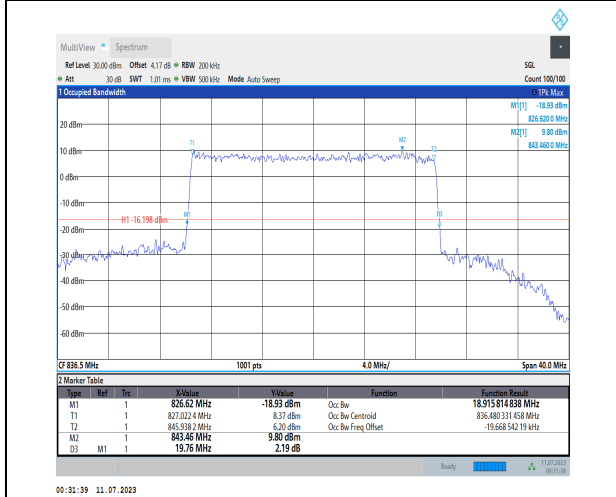 MultiView Spectrum
Ref Level 30.00 dBm Offset 4.17 dB RBW 200 kHz SGL
Att 30 dB SWT 1.01 ms VBW 500 kHz Mode Auto Sweep Count 100/100
1 Occupied Bandwidth 1Pk Max
M1[1] -18.93 dBm
826.620 0 MHz
M2[1] 9.80 dBm
843.460 0 MHz
20 dBm
T1
M2
T2
10 dBm
0 dBm
-10 dBm
M1
D3
H1 -16.198 dBm
-20 dBm
-30 dBm
-40 dBm
-50 dBm
-60 dBm
CF 836.5 MHz 1001 pts 4.0 MHz/ Span 40.0 MHz
2 Marker Table
Type Ref Trc X-Value Y-Value Function Function Result
M1 1 826.62 MHz -18.93 dBm Occ Bw 18.915 814 838 MHz
T1 1 827.022 4 MHz 8.37 dBm Occ Bw Centroid 836.480 331 458 MHz
T2 1 845.938 2 MHz 6.20 dBm Occ Bw Freq Offset -19.668 542 19 kHz
M2 1 843.46 MHz 9.80 dBm
D3 M1 1 19.76 MHz 2.19 dB
Ready 11.07.2023
00:31:39
00:31:39 11.07.2023